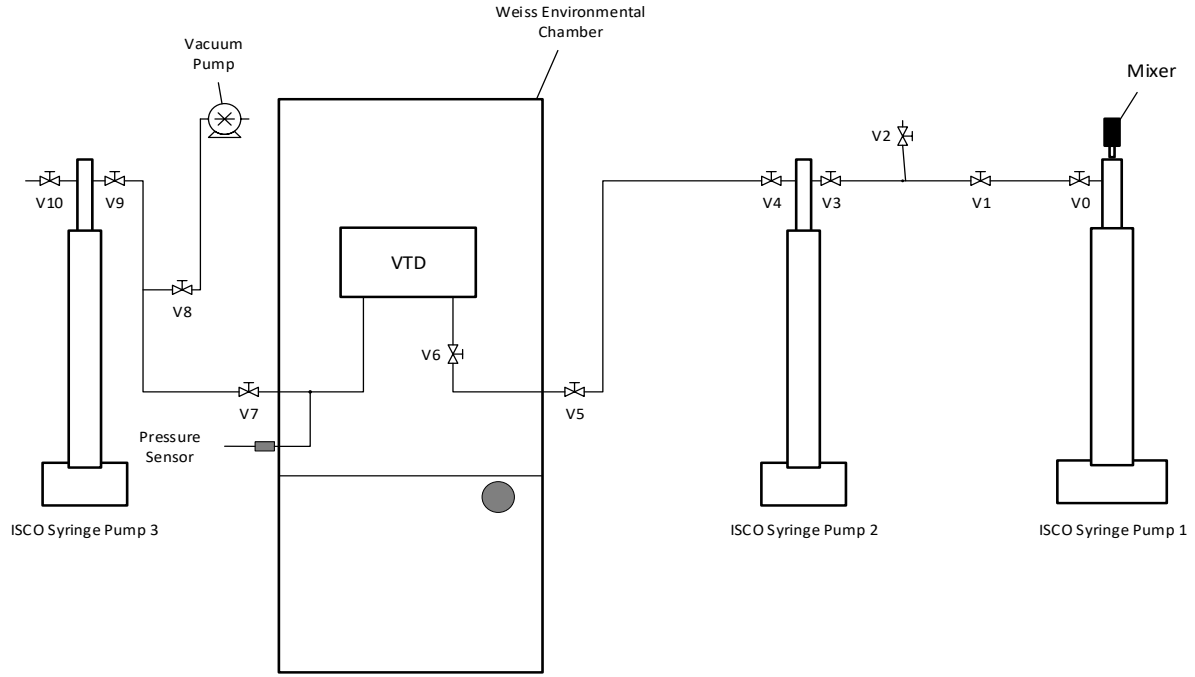 Weiss Environmental
Chamber
Vacuum
Pump
Mixer
V2
V10
V9
V4
V3
V1
V0
VTD
V8
V6
V7
V5
Pressure
Sensor
ISCO Syringe Pump 3
ISCO Syringe Pump 2
ISCO Syringe Pump 1